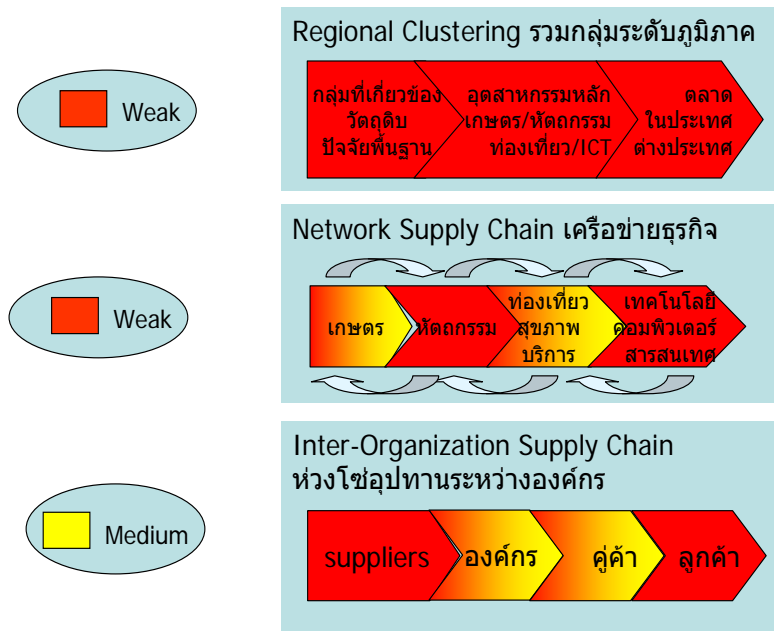 Regional Clustering รวมกลุ่มระดับภูมิภาค
Weak
กลุ่มที่เกี่ยวข้อง
วัตถุดิบ
ปัจจัยพื้นฐาน
อุตสาหกรรมหลัก
เกษตร/หัตถกรรม
ท่องเที่ยว/ICT
ตลาด
ในประเทศ
ต่างประเทศ
Network Supply Chain เครือข่ายธุรกิจ
Weak
เกษตร
หัตถกรรม
ท่องเที่ยว
สุขภาพ
บริการ
เทคโนโลยี
คอมพิวเตอร์
สารสนเทศ
Inter-Organization Supply Chain
ห่วงโซ่อุปทานระหว่างองค์กร
Medium
suppliers
องค์กร
คู่ค้า
ลูกค้า